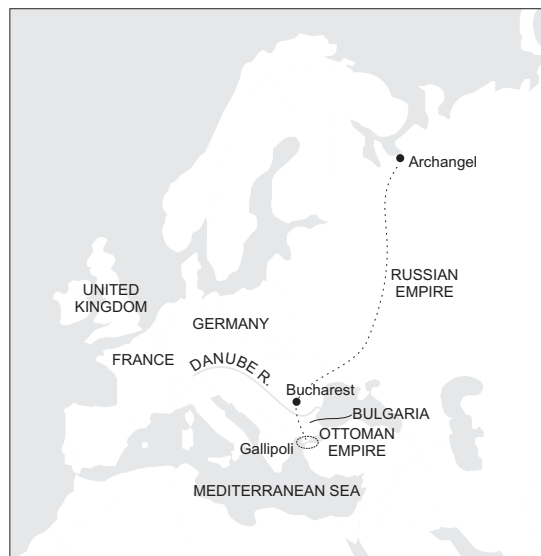 Archangel
RUSSIAN
EMPIRE
UNITED
KINGDOM
GERMANY
FRANCE
DANUBE R.
Bucharest
BULGARIA
OTTOMAN
EMPIRE
Gallipoli
MEDITERRANEAN SEA